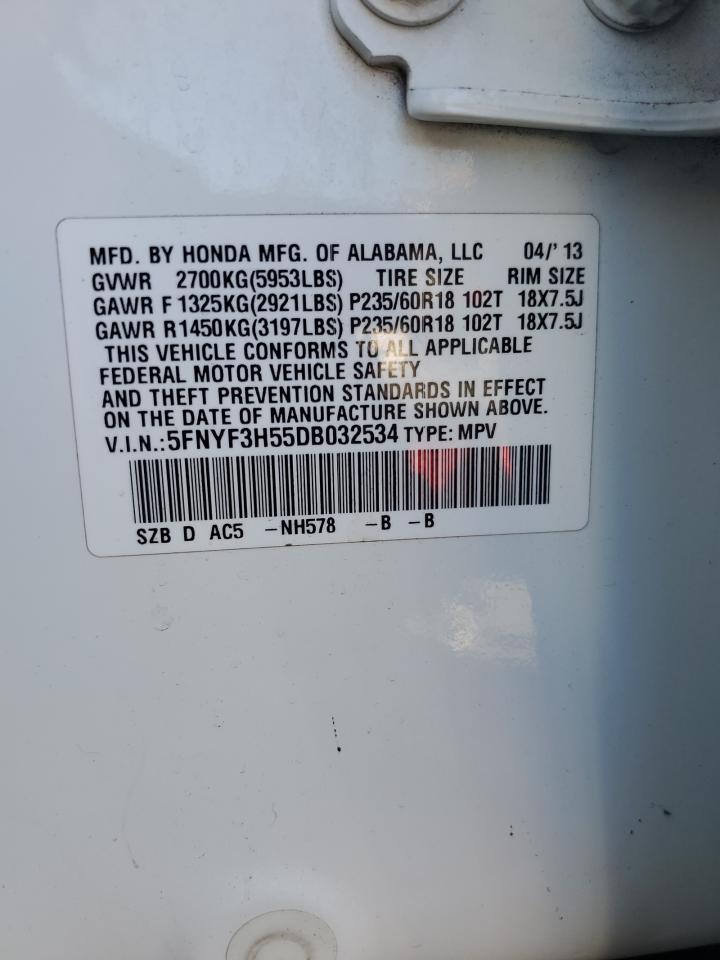 MFD. BY HONDA MFG. OF ALABAMA, LLC 04/'13
GVWR 2700KG(5953LBS) TIRE SIZE RIM SIZE
GAWR F 1325KG(2921LBS) P235/60R18 102T 18X7.5J
GAWR R1450KG(3197LBS) P235/60R18 102T 18X7.5J
THIS VEHICLE CONFORMS TO ALL APPLICABLE
FEDERAL MOTOR VEHICLE SAFETY
AND THEFT PREVENTION STANDARDS IN EFFECT
ON THE DATE OF MANUFACTURE SHOWN ABOVE.
V.I.N.:5FNYF3H55DB032534 TYPE: MPV
SZB D AC5 -NH578 -B -B